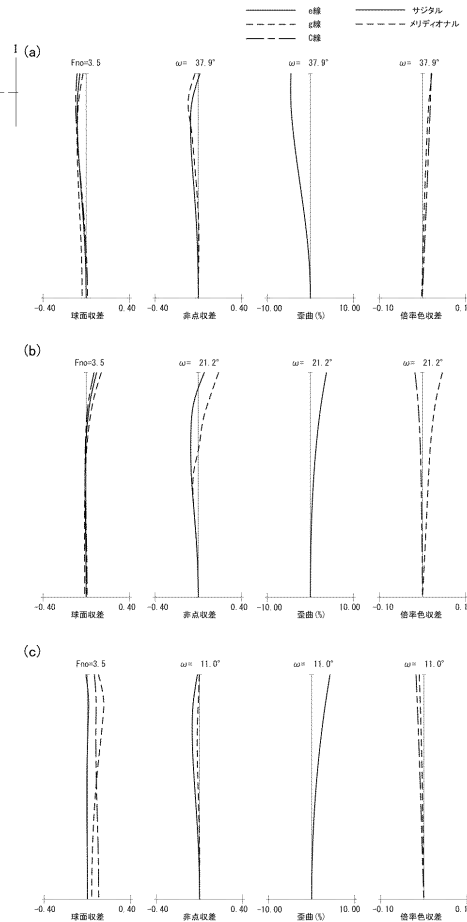 e線 サジタル
g線 メリディオナル
C線
(a)
I
Fno=3.5 ω= 37.9° ω= 37.9° ω= 37.9°
-0.40 0.40 -0.40 0.40 -10.00 10.00 -0.10 0.1
球面収差 非点収差 歪曲(%) 倍率色収差
(b)
Fno=3.5 ω= 21.2° ω= 21.2° ω= 21.2°
-0.40 0.40 -0.40 0.40 -10.00 10.00 -0.10 0.1
球面収差 非点収差 歪曲(%) 倍率色収差
(c)
Fno=3.5 ω= 11.0° ω= 11.0° ω= 11.0°
-0.40 0.40 -0.40 0.40 -10.00 10.00 -0.10 0.1
球面収差 非点収差 歪曲(%) 倍率色収差